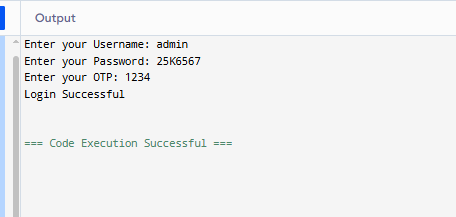 Output
Enter your Username: admin
Enter your Password: 25K6567
Enter your OTP: 1234
Login Successful
=== Code Execution Successful ===